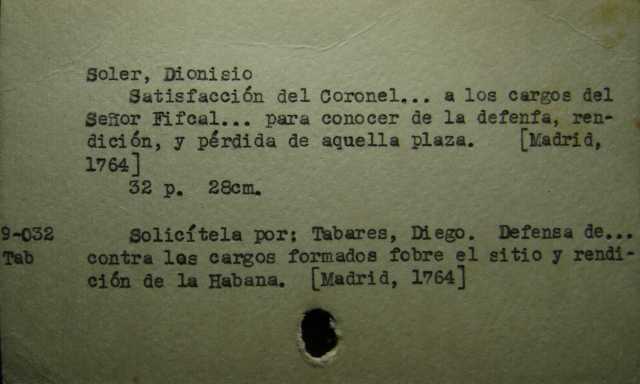 Soler, Dionisio
Satisfacción del Coronel... a los cargos del
Señor Fifcal... para conocer de la defenfa, ren-
dición, y pérdida de aquella plaza. [Madrid,
1764]
32 p. 28cm.
9-032 Solicítela por: Tabares, Diego. Defensa de...
Tab contra los cargos formados fobre el sitio y rendi-
ción de la Habana. [Madrid, 1764]